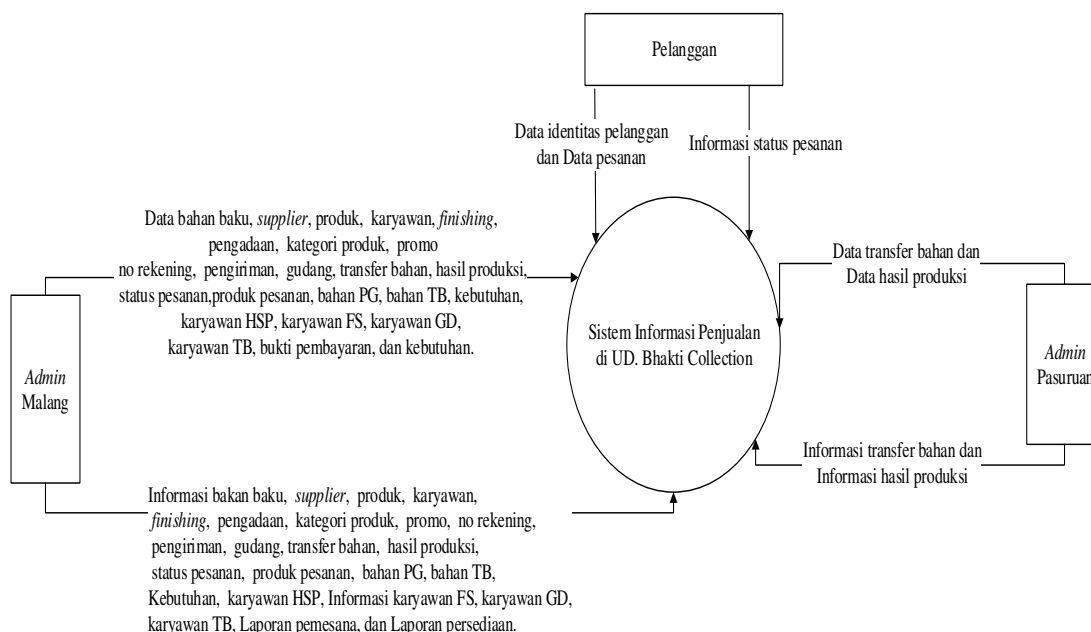 Pelanggan
Data identitas pelanggan
dan Data pesanan
Informasi status pesanan
Data bahan baku, supplier, produk, karyawan, finishing,
pengadaan, kategori produk, promo
no rekening, pengiriman, gudang, transfer bahan, hasil produksi,
status pesanan,produk pesanan, bahan PG, bahan TB, kebutuhan,
karyawan HSP, karyawan FS, karyawan GD,
karyawan TB, bukti pembayaran, dan kebutuhan.
Data transfer bahan dan
Data hasil produksi
Sistem Informasi Penjualan
di UD. Bhakti Collection
Admin
Malang
Admin
Pasuruan
Informasi transfer bahan dan
Informasi hasil produksi
Informasi bakan baku, supplier, produk, karyawan,
finishing, pengadaan, kategori produk, promo, no rekening,
pengiriman, gudang, transfer bahan, hasil produksi,
status pesanan, produk pesanan, bahan PG, bahan TB,
Kebutuhan, karyawan HSP, Informasi karyawan FS, karyawan GD,
karyawan TB, Laporan pemesana, dan Laporan persediaan.